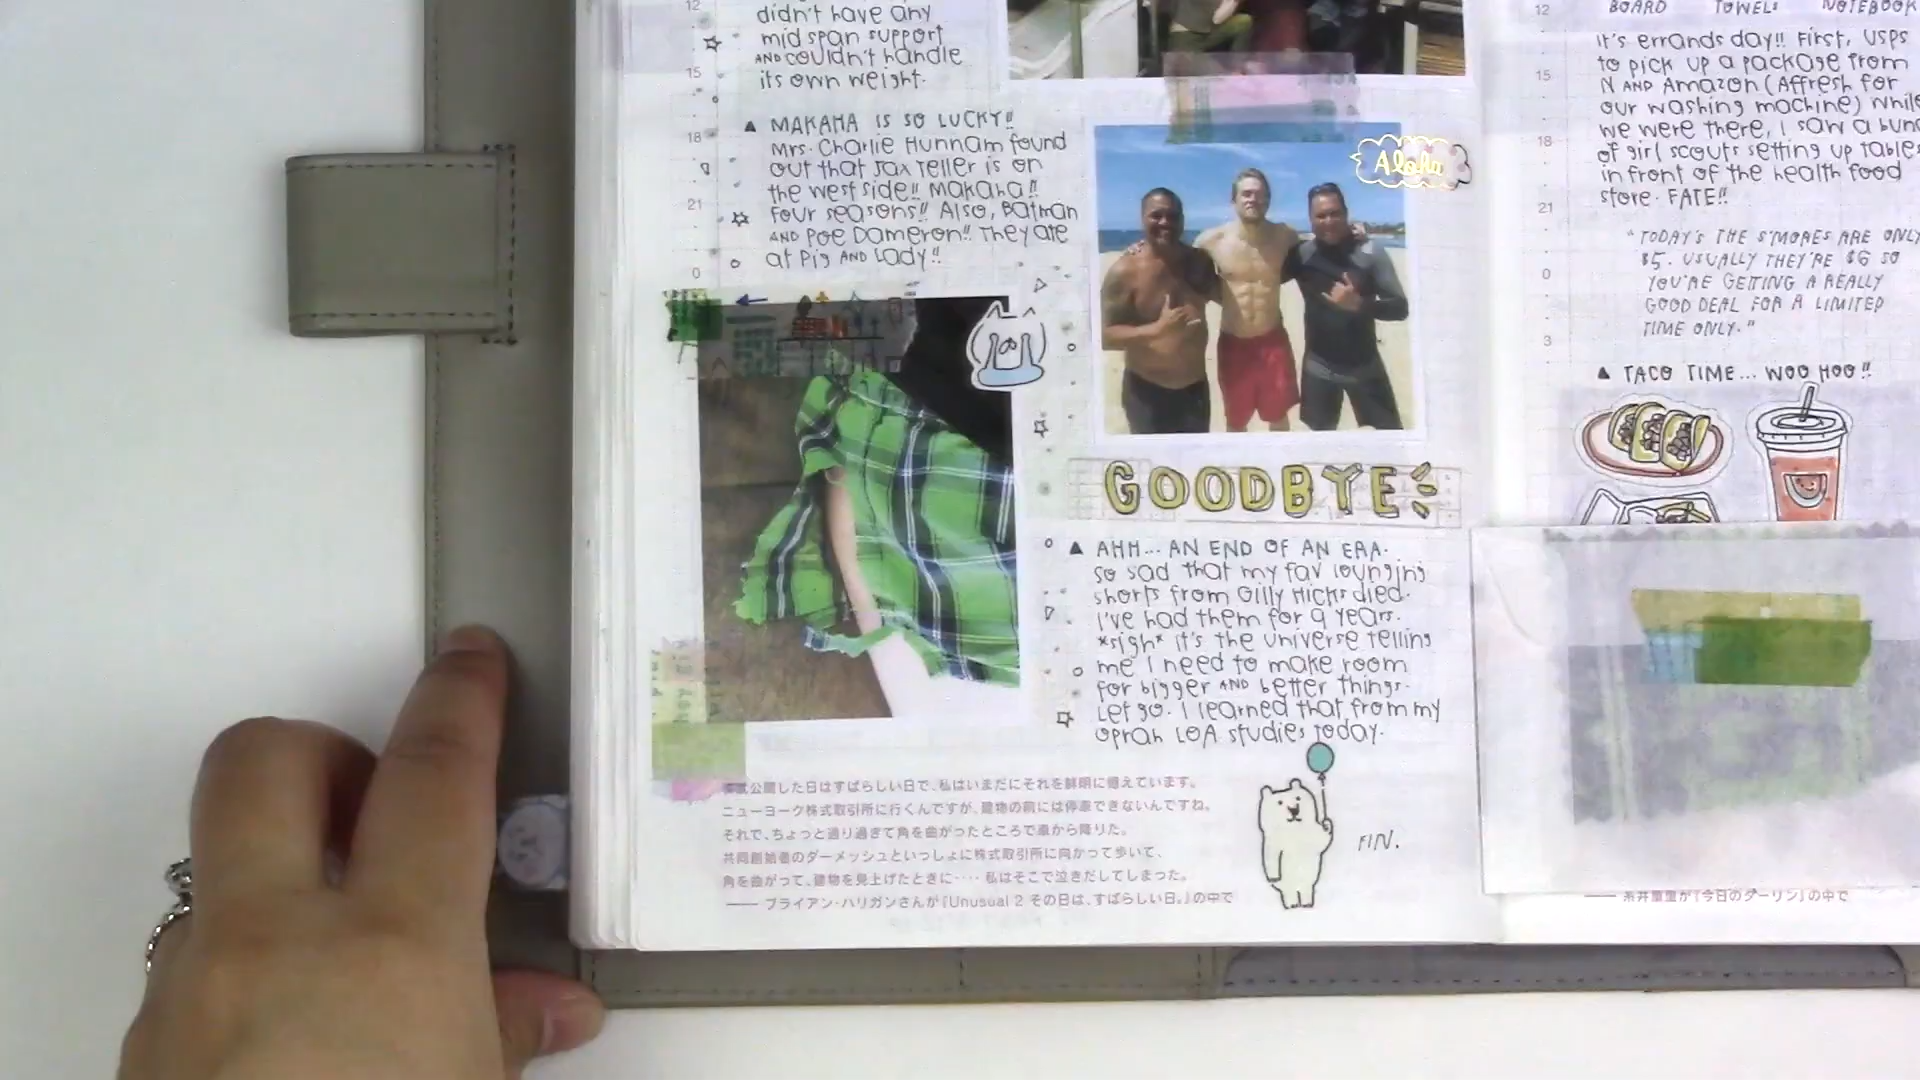 12
didn't have any
mid span support
AND couldn't handle
15
its own weight.
▲ MAKAHA IS SO LUCKY!!
18
Mrs. Charlie Hunnam found
out that Jax Teller is on
the west side!! Makaha!!
21
Four seasons!! Also, Batman
AND Poe Dameron!! They ate
0
at Pig AND Lady!!
Aloha
GOODBYE
▲ AHH... AN END OF AN ERA.
so sad that my fav lounging
shorts from Gilly Hicks died.
I've had them for 9 years.
*sigh* it's the universe telling
me I need to make room
for bigger AND better things.
Let go. I learned that from my
Oprah LOA studies today.
公開した日はすばらしい日で、私はいまだにそれを鮮明に憶えています。
ニューヨーク株式取引所に行くんですが、建物の前には停車できないんですね。
それで、ちょっと通り過ぎて角を曲がったところで車から降りた。
共同創始者のダーメッシュといっしょに株式取引所に向かって歩いて、
角を曲がって、建物を見上げたときに‥‥ 私はそこで泣きだしてしまった。
── ブライアン・ハリガンさんが『Unusual 2 その日は、すばらしい日。』の中で
FIN.
12
BOARD TOWELS NOTEBOOK
It's errands day!! First, USPS
to pick up a package from
15
N AND Amazon (Affresh for
our washing machine) While
we were there, I saw a bunc
18
of girl scouts setting up tables
in front of the health food
store. FATE!!
21
"TODAY'S THE S'MORES ARE ONLY
$5. USUALLY THEY'RE $6 SO
0
YOU'RE GETTING A REALLY
GOOD DEAL FOR A LIMITED
TIME ONLY."
3
▲ TACO TIME... WOO HOO!!
── 糸井重里が『今日のダーリン』の中で